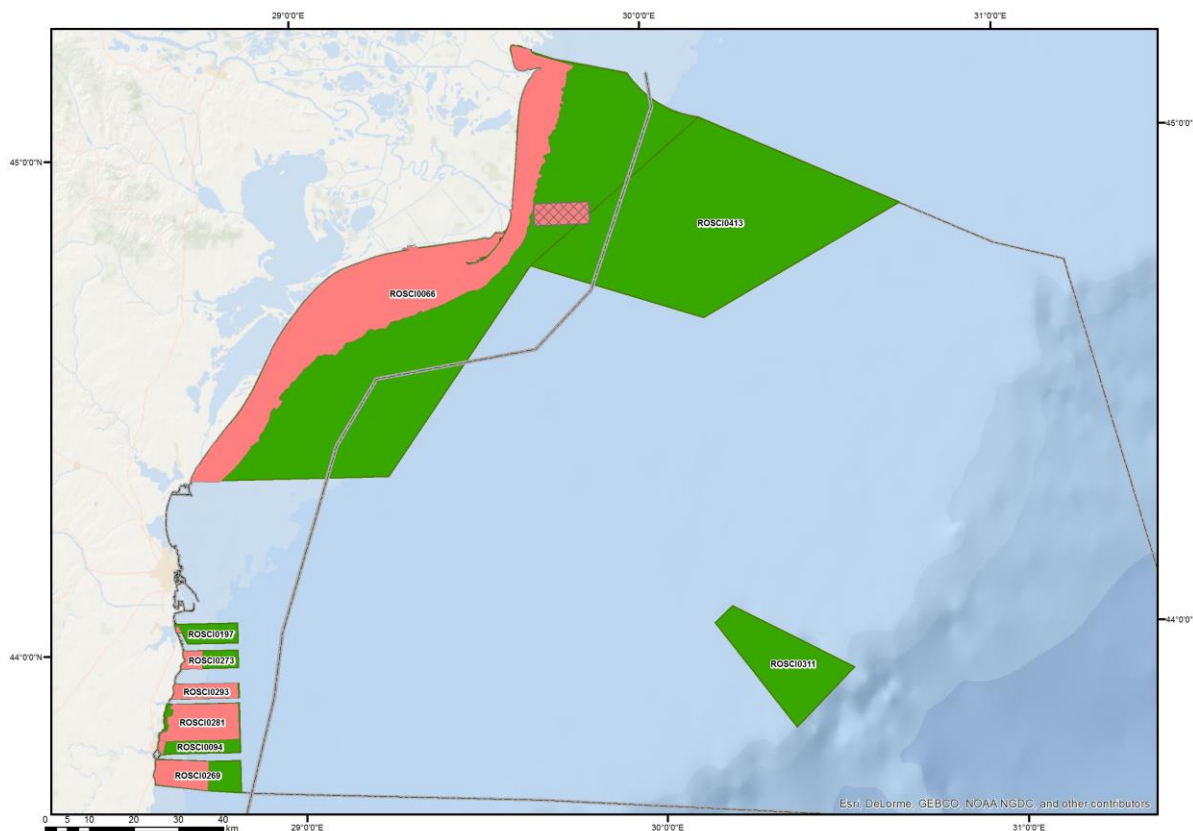 29°0'0"E 30°0'0"E 31°0'0"E
45°0'0"N
45°0'0"
ROSCI0413
ROSCI0066
44°0'0"N
44°0'0"
ROSCI0197
ROSCI0273
ROSCI0311
ROSCI0293
ROSCI0281
ROSCI0094
ROSCI0269
Esri, DeLorme, GEBCO, NOAA NGDC, and other contributors
29°0'0"E 30°0'0"E 31°0'0"E
0 5 10 20 30 40
km